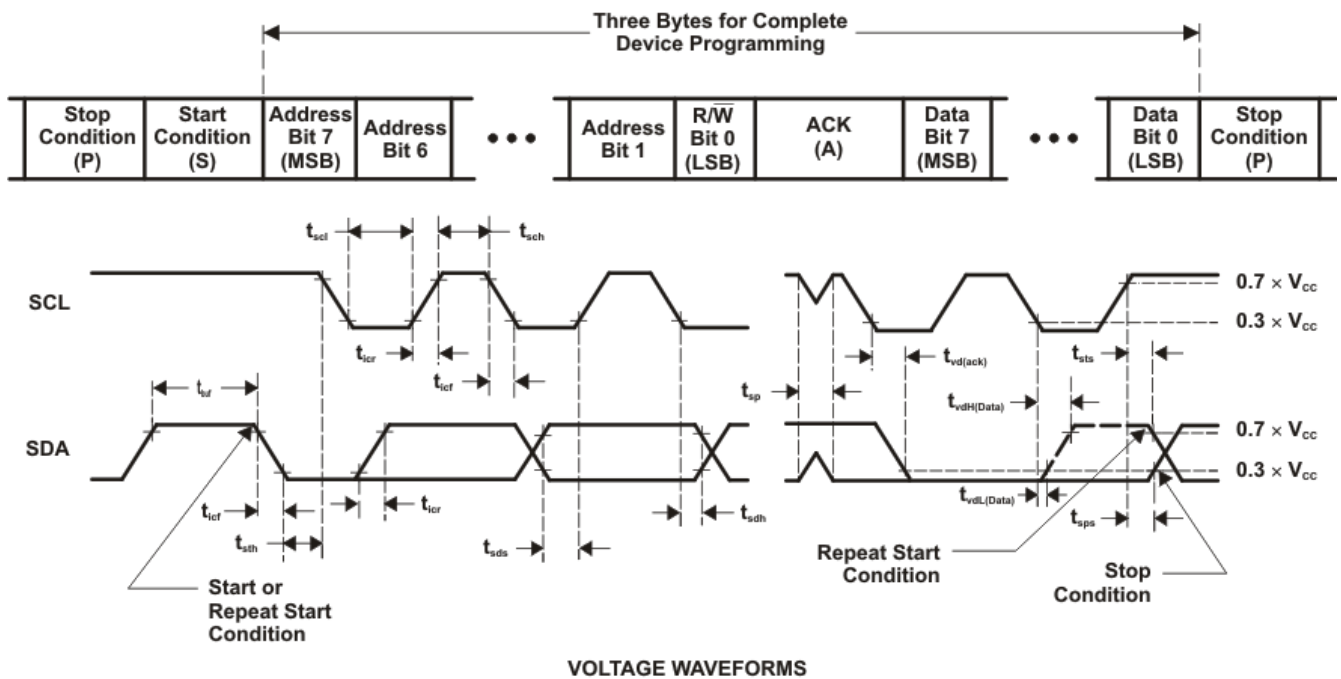 Three Bytes for Complete
Device Programming
Stop
Condition
(P)
Start
Condition
(S)
Address
Bit 7
(MSB)
Address
Bit 6
•••
Address
Bit 1
R/W̅
Bit 0
(LSB)
ACK
(A)
Data
Bit 7
(MSB)
•••
Data
Bit 0
(LSB)
Stop
Condition
(P)
tscl
tsch
SCL
0.7 × Vcc
0.3 × Vcc
ticr
ticf
tvd(ack)
tsts
tbuf
tsp
tvdH(Data)
SDA
0.7 × Vcc
0.3 × Vcc
ticf
ticr
tsdh
tvdL(Data)
tsps
tsth
tsds
Start or
Repeat Start
Condition
Repeat Start
Condition
Stop
Condition
VOLTAGE WAVEFORMS